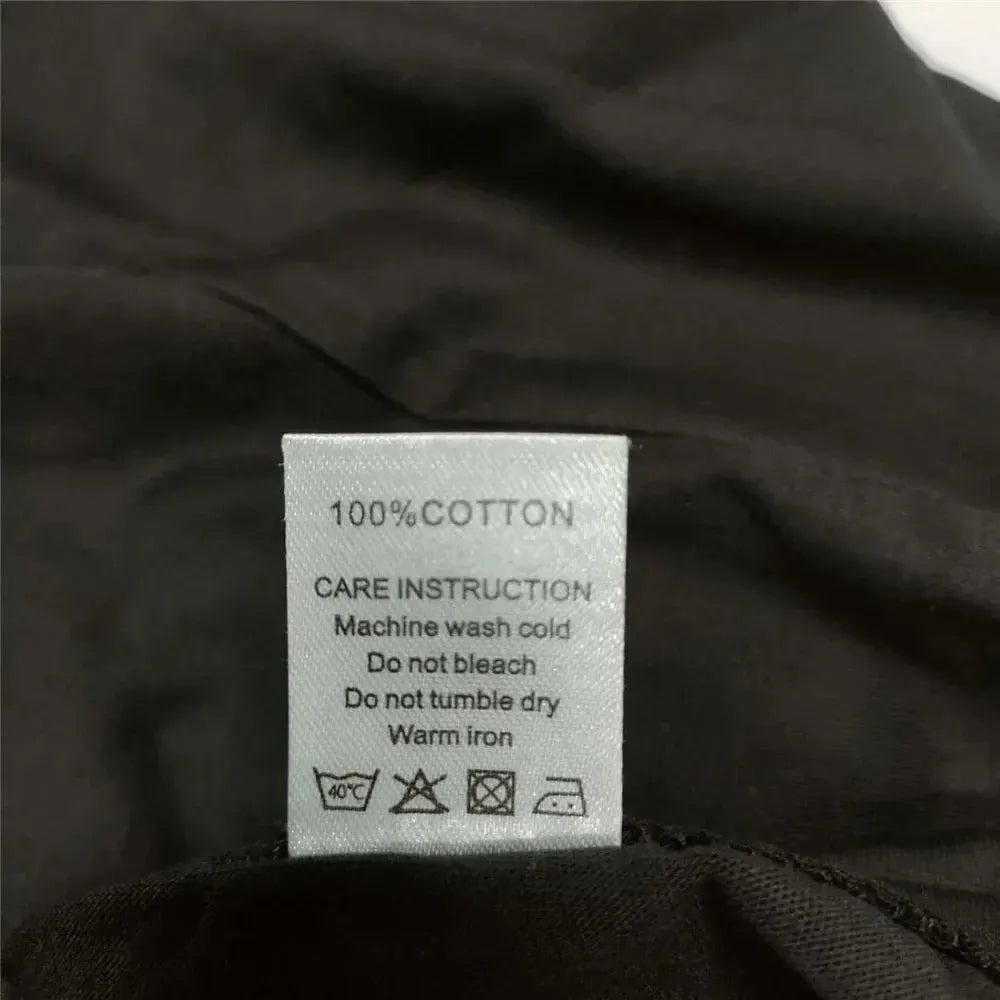 100%COTTON
CARE INSTRUCTION
Machine wash cold
Do not bleach
Do not tumble dry
Warm iron
40°C